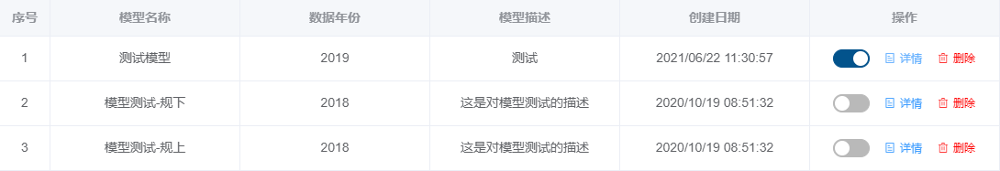 序号 模型名称 数据年份 模型描述 创建日期 操作
1 测试模型 2019 测试 2021/06/22 11:30:57 详情 删除
2 模型测试-规下 2018 这是对模型测试的描述 2020/10/19 08:51:32 详情 删除
3 模型测试-规上 2018 这是对模型测试的描述 2020/10/19 08:51:32 详情 删除